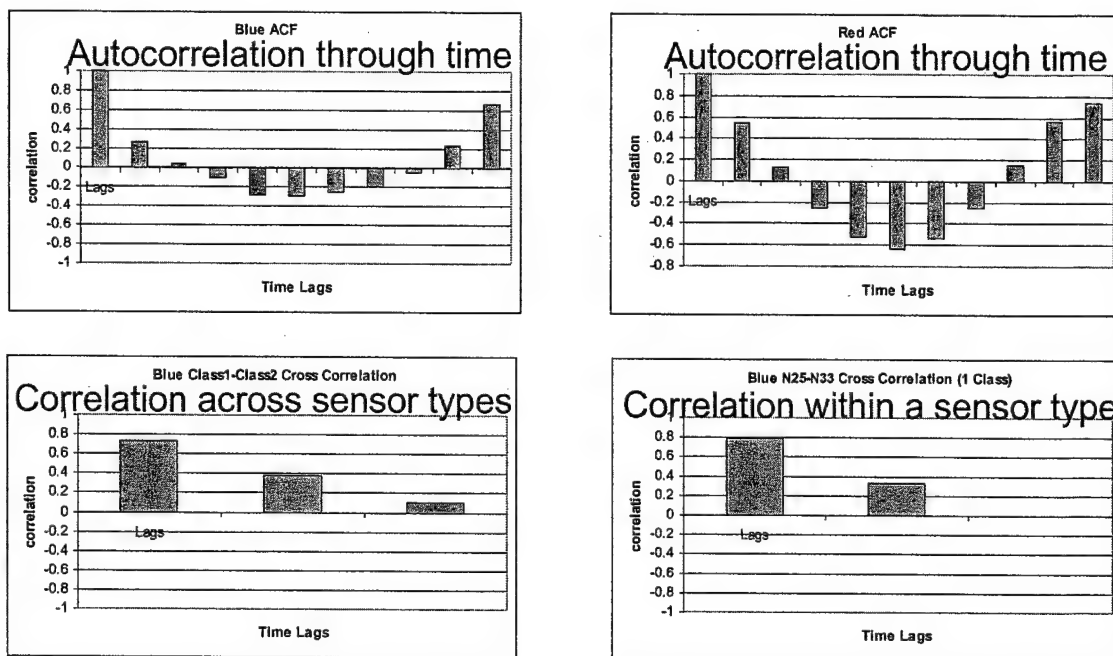 Blue ACF
Autocorrelation through time
1
0.8
0.6
0.4
0.2
0
-0.2
-0.4
-0.6
-0.8
-1
correlation
Lags
Time Lags
Red ACF
Autocorrelation through time
1
0.8
0.6
0.4
0.2
0
-0.2
-0.4
-0.6
-0.8
correlation
Lags
Time Lags
Blue Class1-Class2 Cross Correlation
Correlation across sensor types
1
0.8
0.6
0.4
0.2
0
-0.2
-0.4
-0.6
-0.8
-1
correlation
Lags
Time Lags
Blue N25-N33 Cross Correlation (1 Class)
Correlation within a sensor type
1
0.8
0.6
0.4
0.2
0
-0.2
-0.4
-0.6
-0.8
-1
correlation
Lags
Time Lags